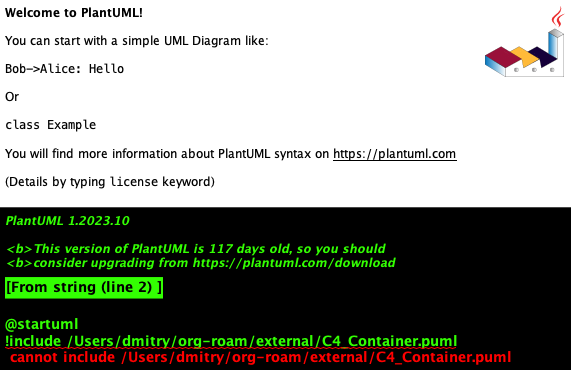 Welcome to PlantUML!
You can start with a simple UML Diagram like:
Bob->Alice: Hello
Or
class Example
You will find more information about PlantUML syntax on https://plantuml.com
(Details by typing license keyword)
PlantUML 1.2023.10
<b>This version of PlantUML is 117 days old, so you should
<b>consider upgrading from https://plantuml.com/download
[From string (line 2) ]
@startuml
!include /Users/dmitry/org-roam/external/C4_Container.puml
cannot include /Users/dmitry/org-roam/external/C4_Container.puml